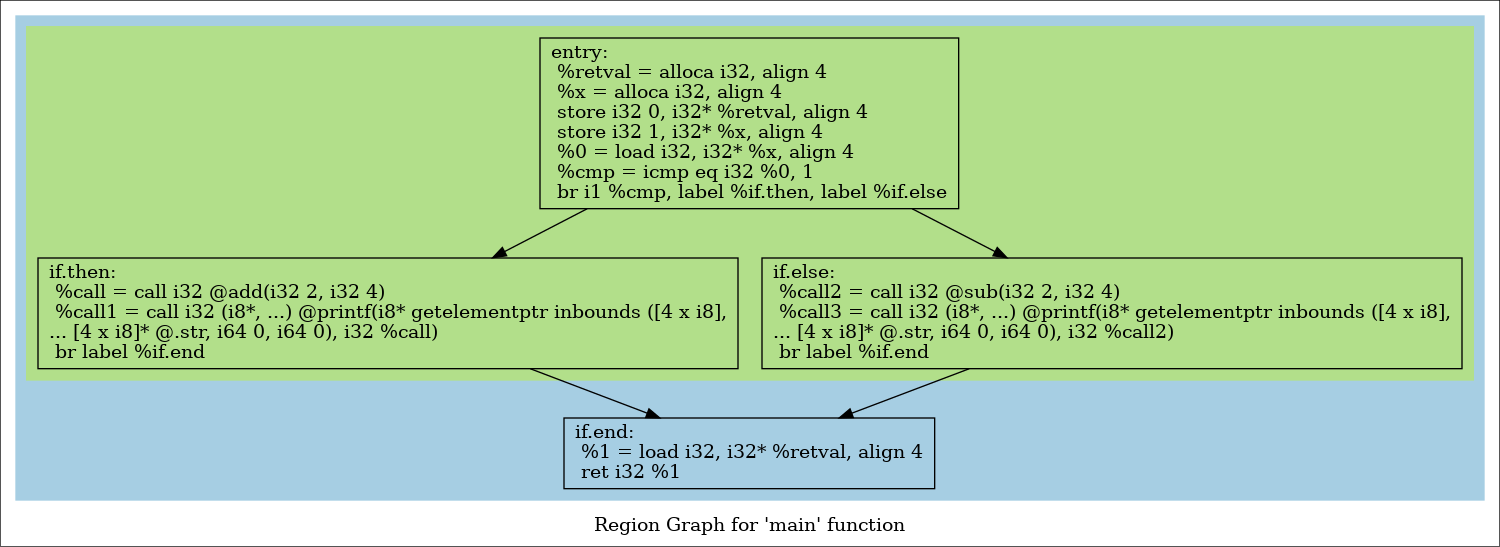 entry:
%retval = alloca i32, align 4
%x = alloca i32, align 4
store i32 0, i32* %retval, align 4
store i32 1, i32* %x, align 4
%0 = load i32, i32* %x, align 4
%cmp = icmp eq i32 %0, 1
br i1 %cmp, label %if.then, label %if.else
if.then:
%call = call i32 @add(i32 2, i32 4)
%call1 = call i32 (i8*, ...) @printf(i8* getelementptr inbounds ([4 x i8],
... [4 x i8]* @.str, i64 0, i64 0), i32 %call)
br label %if.end
if.else:
%call2 = call i32 @sub(i32 2, i32 4)
%call3 = call i32 (i8*, ...) @printf(i8* getelementptr inbounds ([4 x i8],
... [4 x i8]* @.str, i64 0, i64 0), i32 %call2)
br label %if.end
if.end:
%1 = load i32, i32* %retval, align 4
ret i32 %1
Region Graph for 'main' function